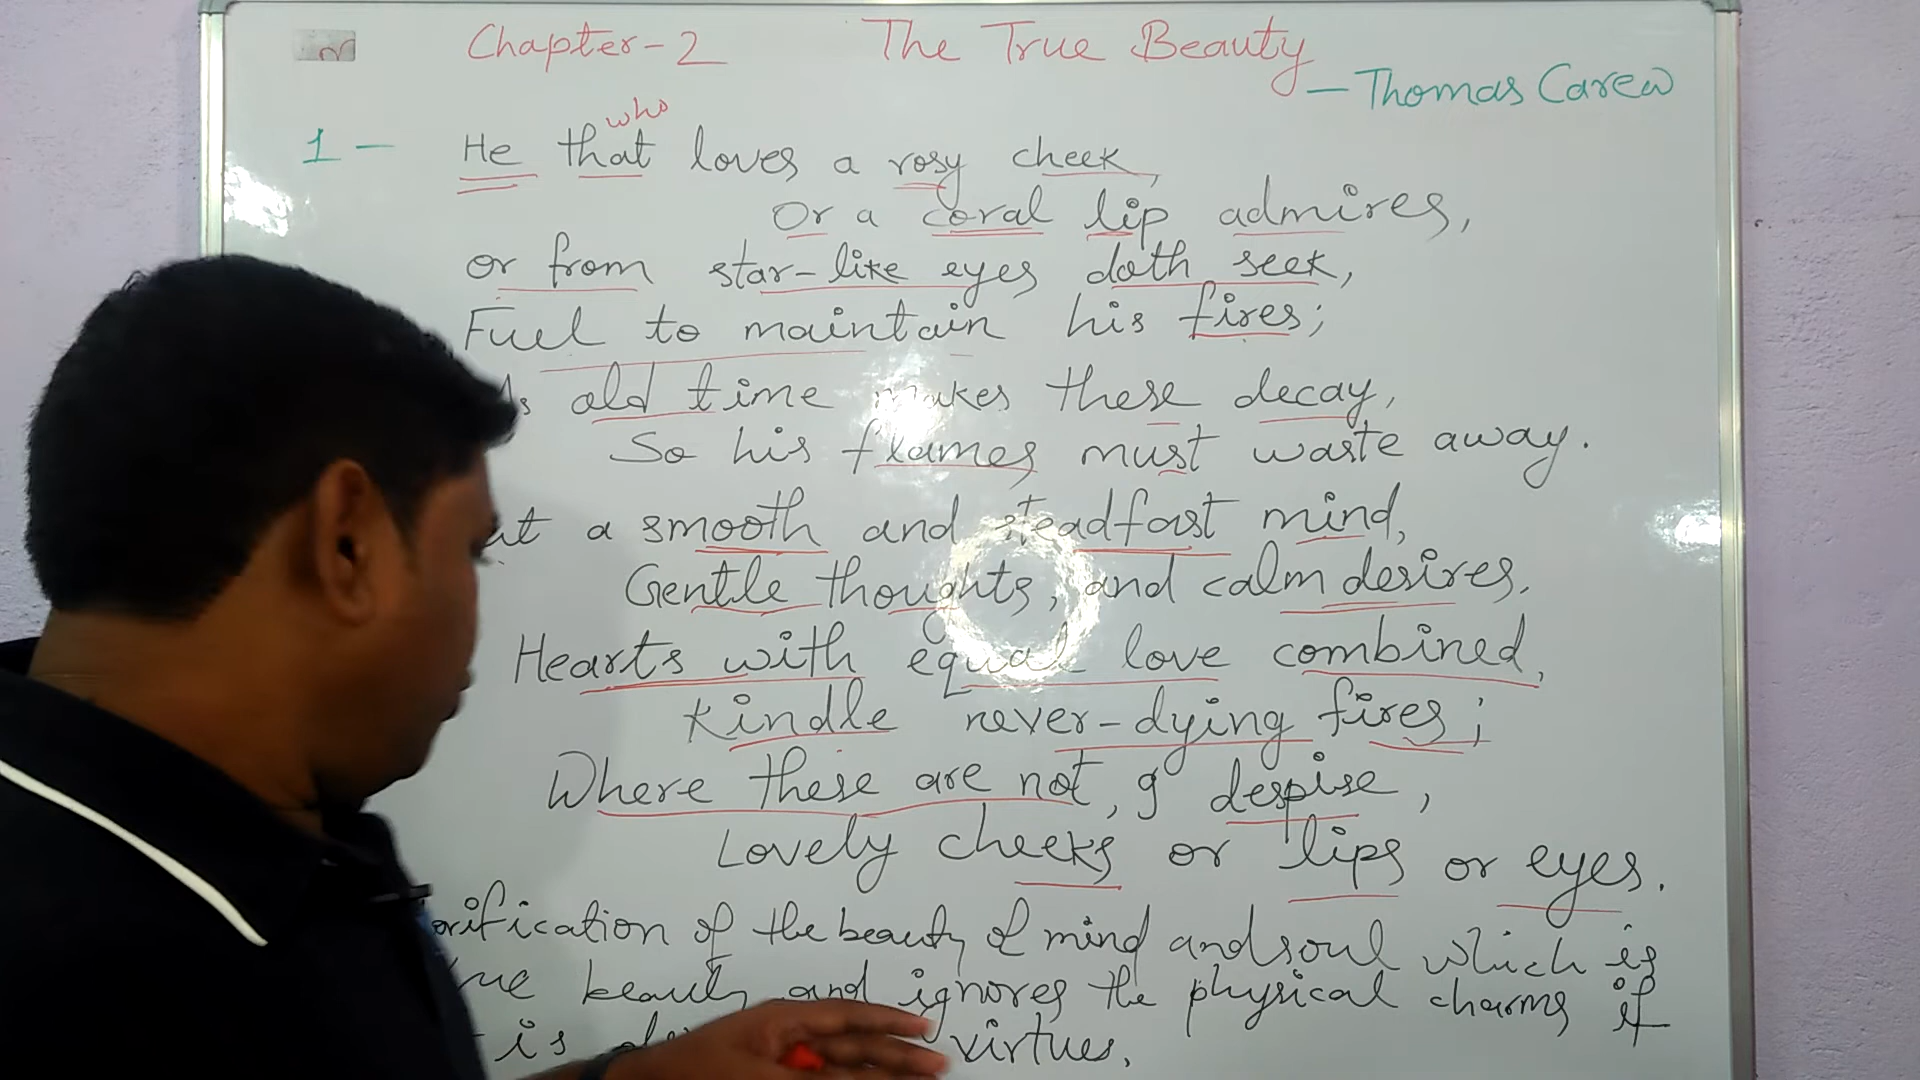 Chapter-2 The True Beauty
— Thomas Carew
who
1 — He that loves a rosy cheek,
Or a coral lip admires,
or from star-like eyes doth seek,
Fuel to maintain his fires;
As old time makes these decay,
So his flames must waste away.
a smooth and steadfast mind,
Gentle thoughts, and calm desires,
Hearts with equal love combined,
Kindle never-dying fires;
Where these are not, I despise,
Lovely cheeks or lips or eyes.
of the beauty of mind and soul which is
beauty and ignores the physical charms if
is virtues.